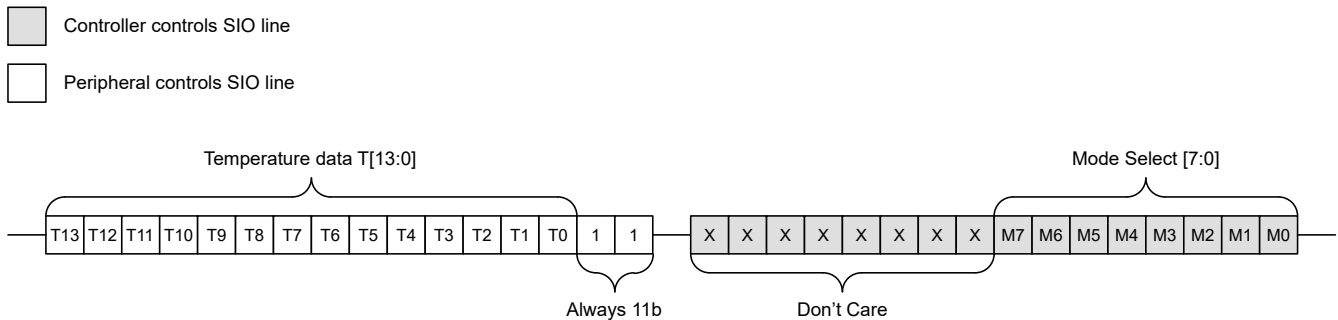 Controller controls SIO line
Peripheral controls SIO line
Temperature data T[13:0]
Mode Select [7:0]
T13 T12 T11 T10 T9 T8 T7 T6 T5 T4 T3 T2 T1 T0 1 1 X X X X X X X X M7 M6 M5 M4 M3 M2 M1 M0
Always 11b
Don’t Care